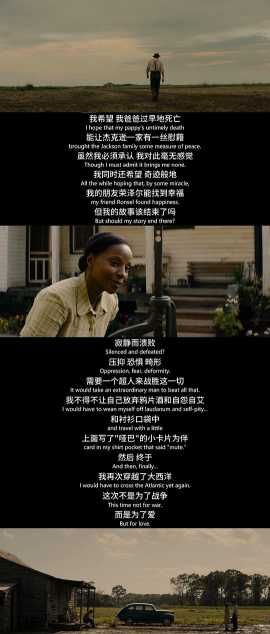 我希望 我爸爸过早地死亡
I hope that my pappy's untimely death
能让杰克逊一家有一丝慰藉
brought the Jackson family some measure of peace.
虽然我必须承认 我对此毫无感觉
Though I must admit it brings me none.
我同时还希望 奇迹般地
All the while hoping that, by some miracle,
我的朋友荣泽尔能找到幸福
my friend Ronsel found happiness.
但我的故事该结束了吗
But should my story end there?
寂静而溃败
Silenced and defeated?
压抑 恐惧 畸形
Oppression, fear, deformity.
需要一个超人来战胜这一切
It would take an extraordinary man to beat all that.
我不得不让自己放弃鸦片酒和自怨自艾
I would have to wean myself off laudanum and self-pity...
和衬衫口袋中
and travel with a little
上面写了“哑巴”的小卡片为伴
card in my shirt pocket that said "mute."
然后 终于
And then, finally...
我再次穿越了大西洋
I would have to cross the Atlantic yet again.
这次不是为了战争
This time not for war.
而是为了爱
But for love.